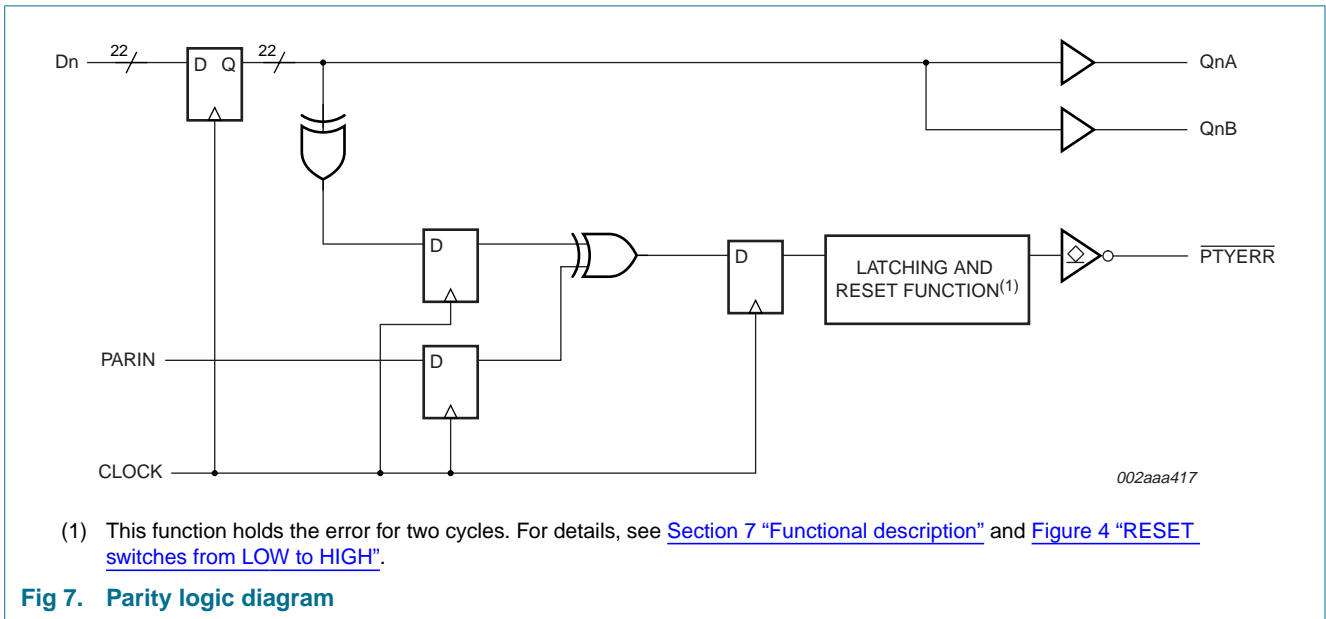 Dn 22 D Q 22 QnA
QnB
D D
LATCHING AND
RESET FUNCTION(1)
PTYERR
PARIN D
CLOCK
002aaa417
(1) This function holds the error for two cycles. For details, see Section 7 “Functional description” and Figure 4 “RESET
switches from LOW to HIGH”.
Fig 7. Parity logic diagram